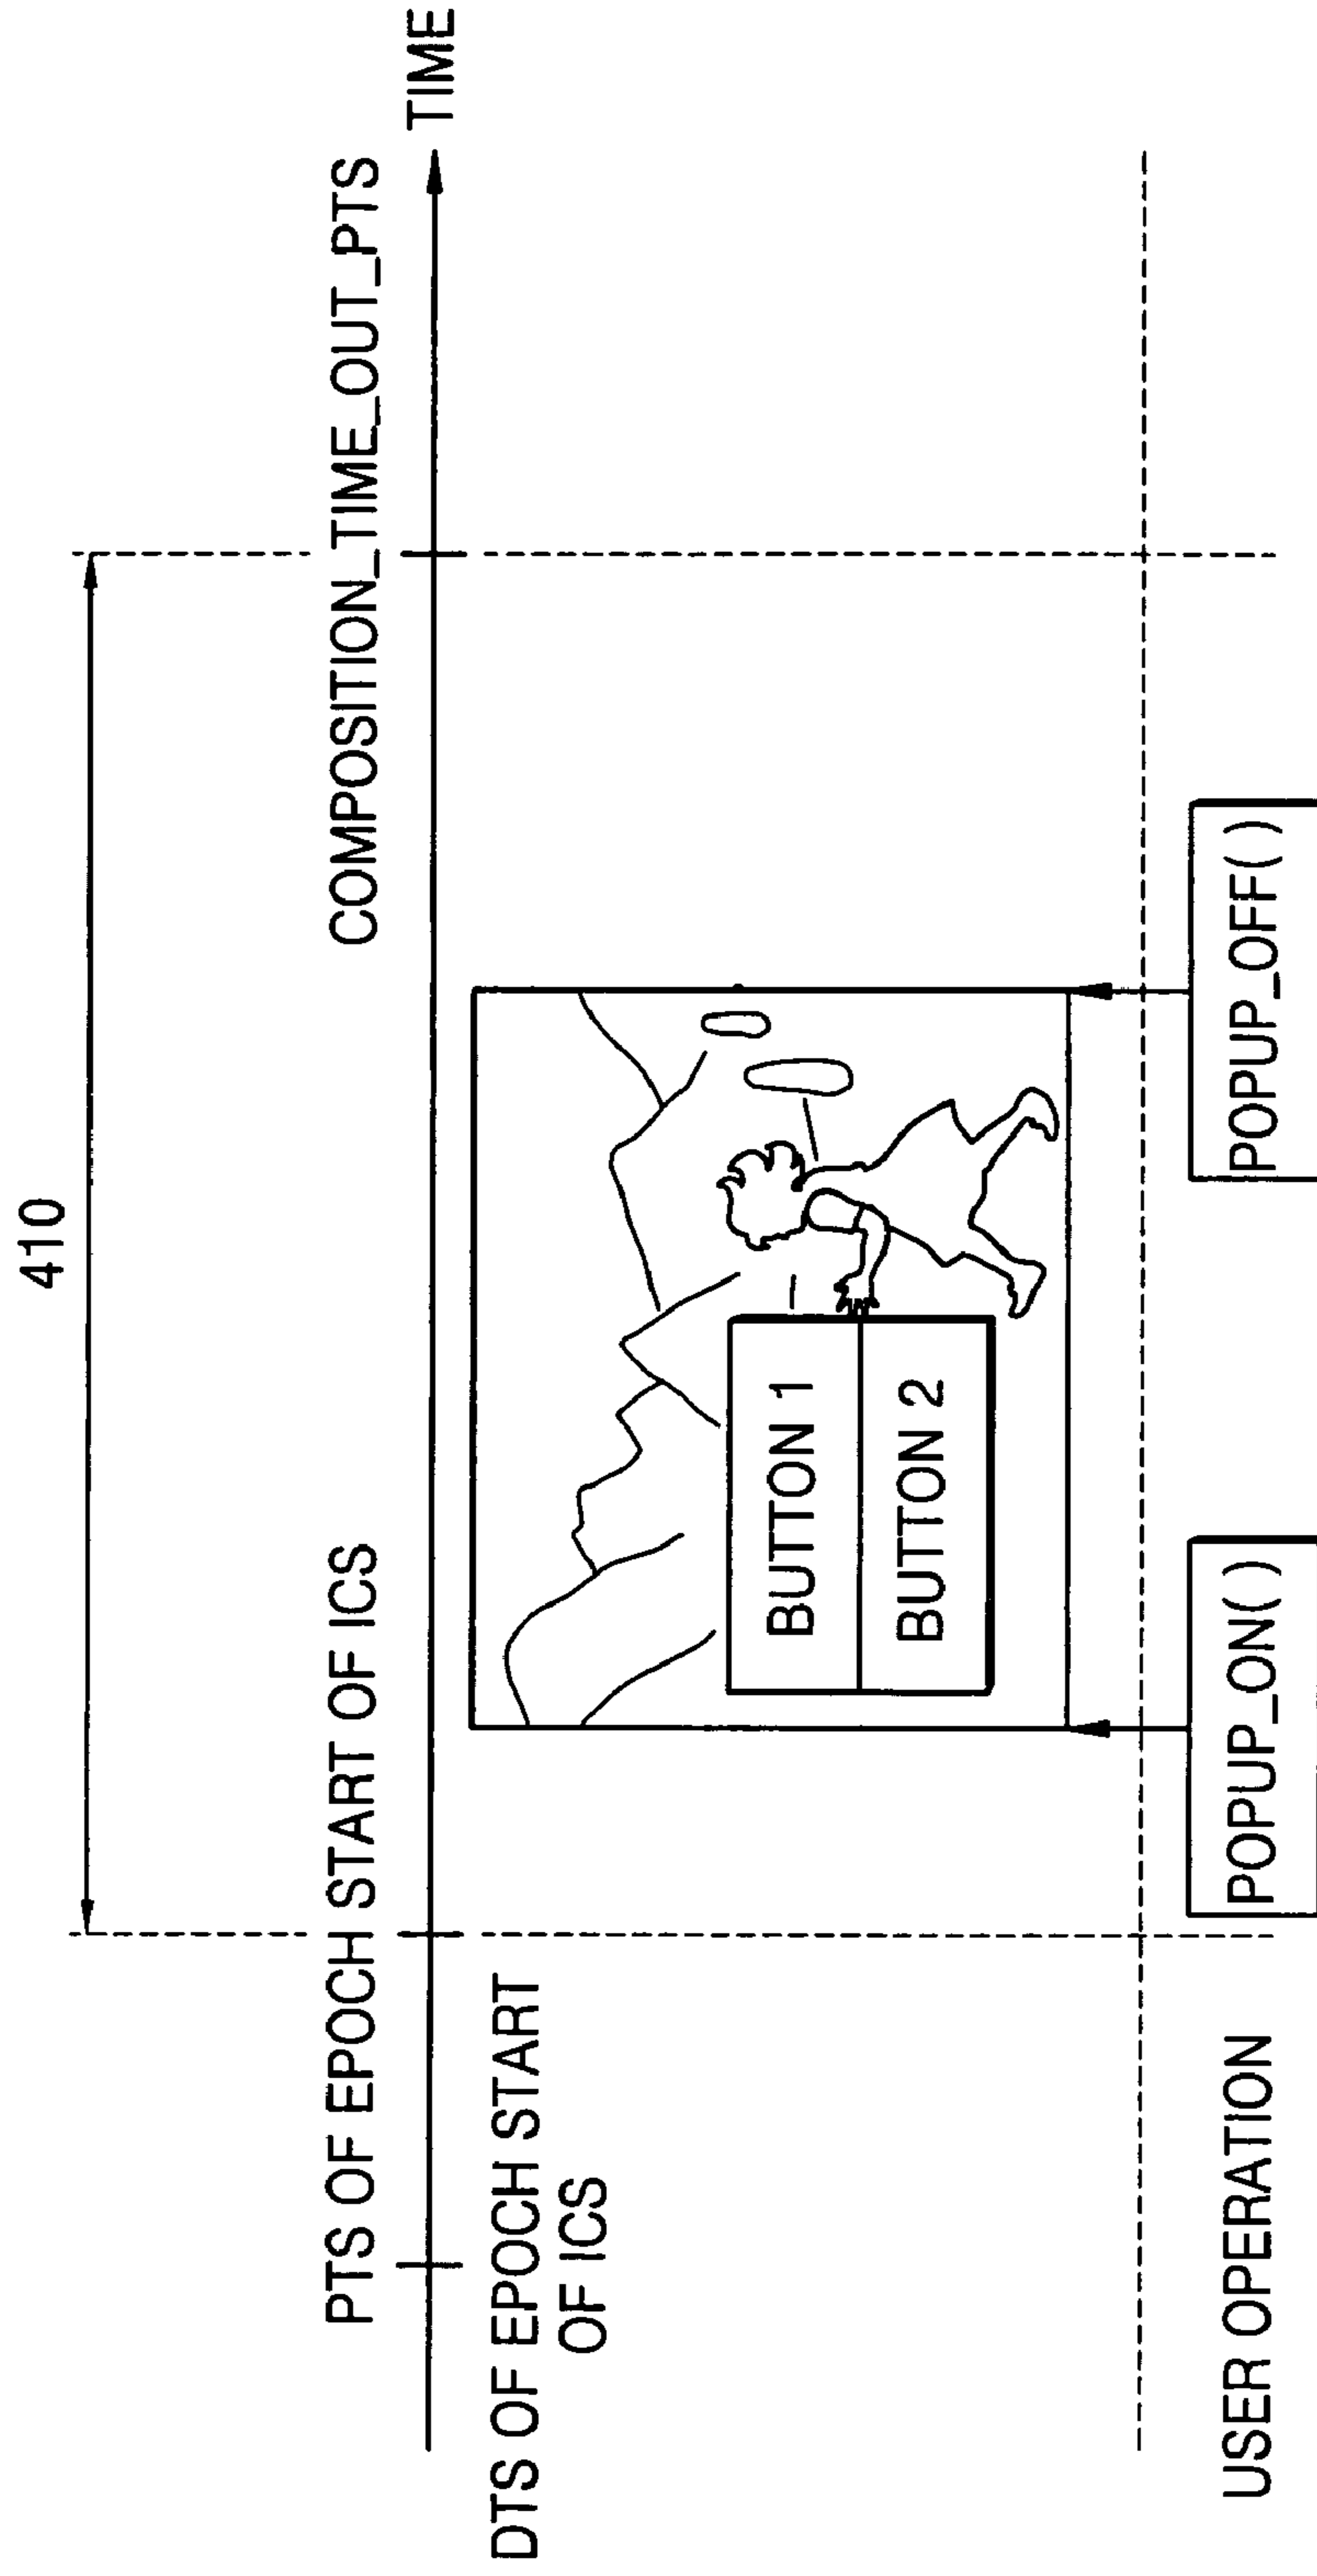 410
PTS OF EPOCH START OF ICS
COMPOSITION_TIME_OUT_PTS
TIME
DTS OF EPOCH START
OF ICS
BUTTON 1
BUTTON 2
USER OPERATION
POPUP_ON( )
POPUP_OFF( )